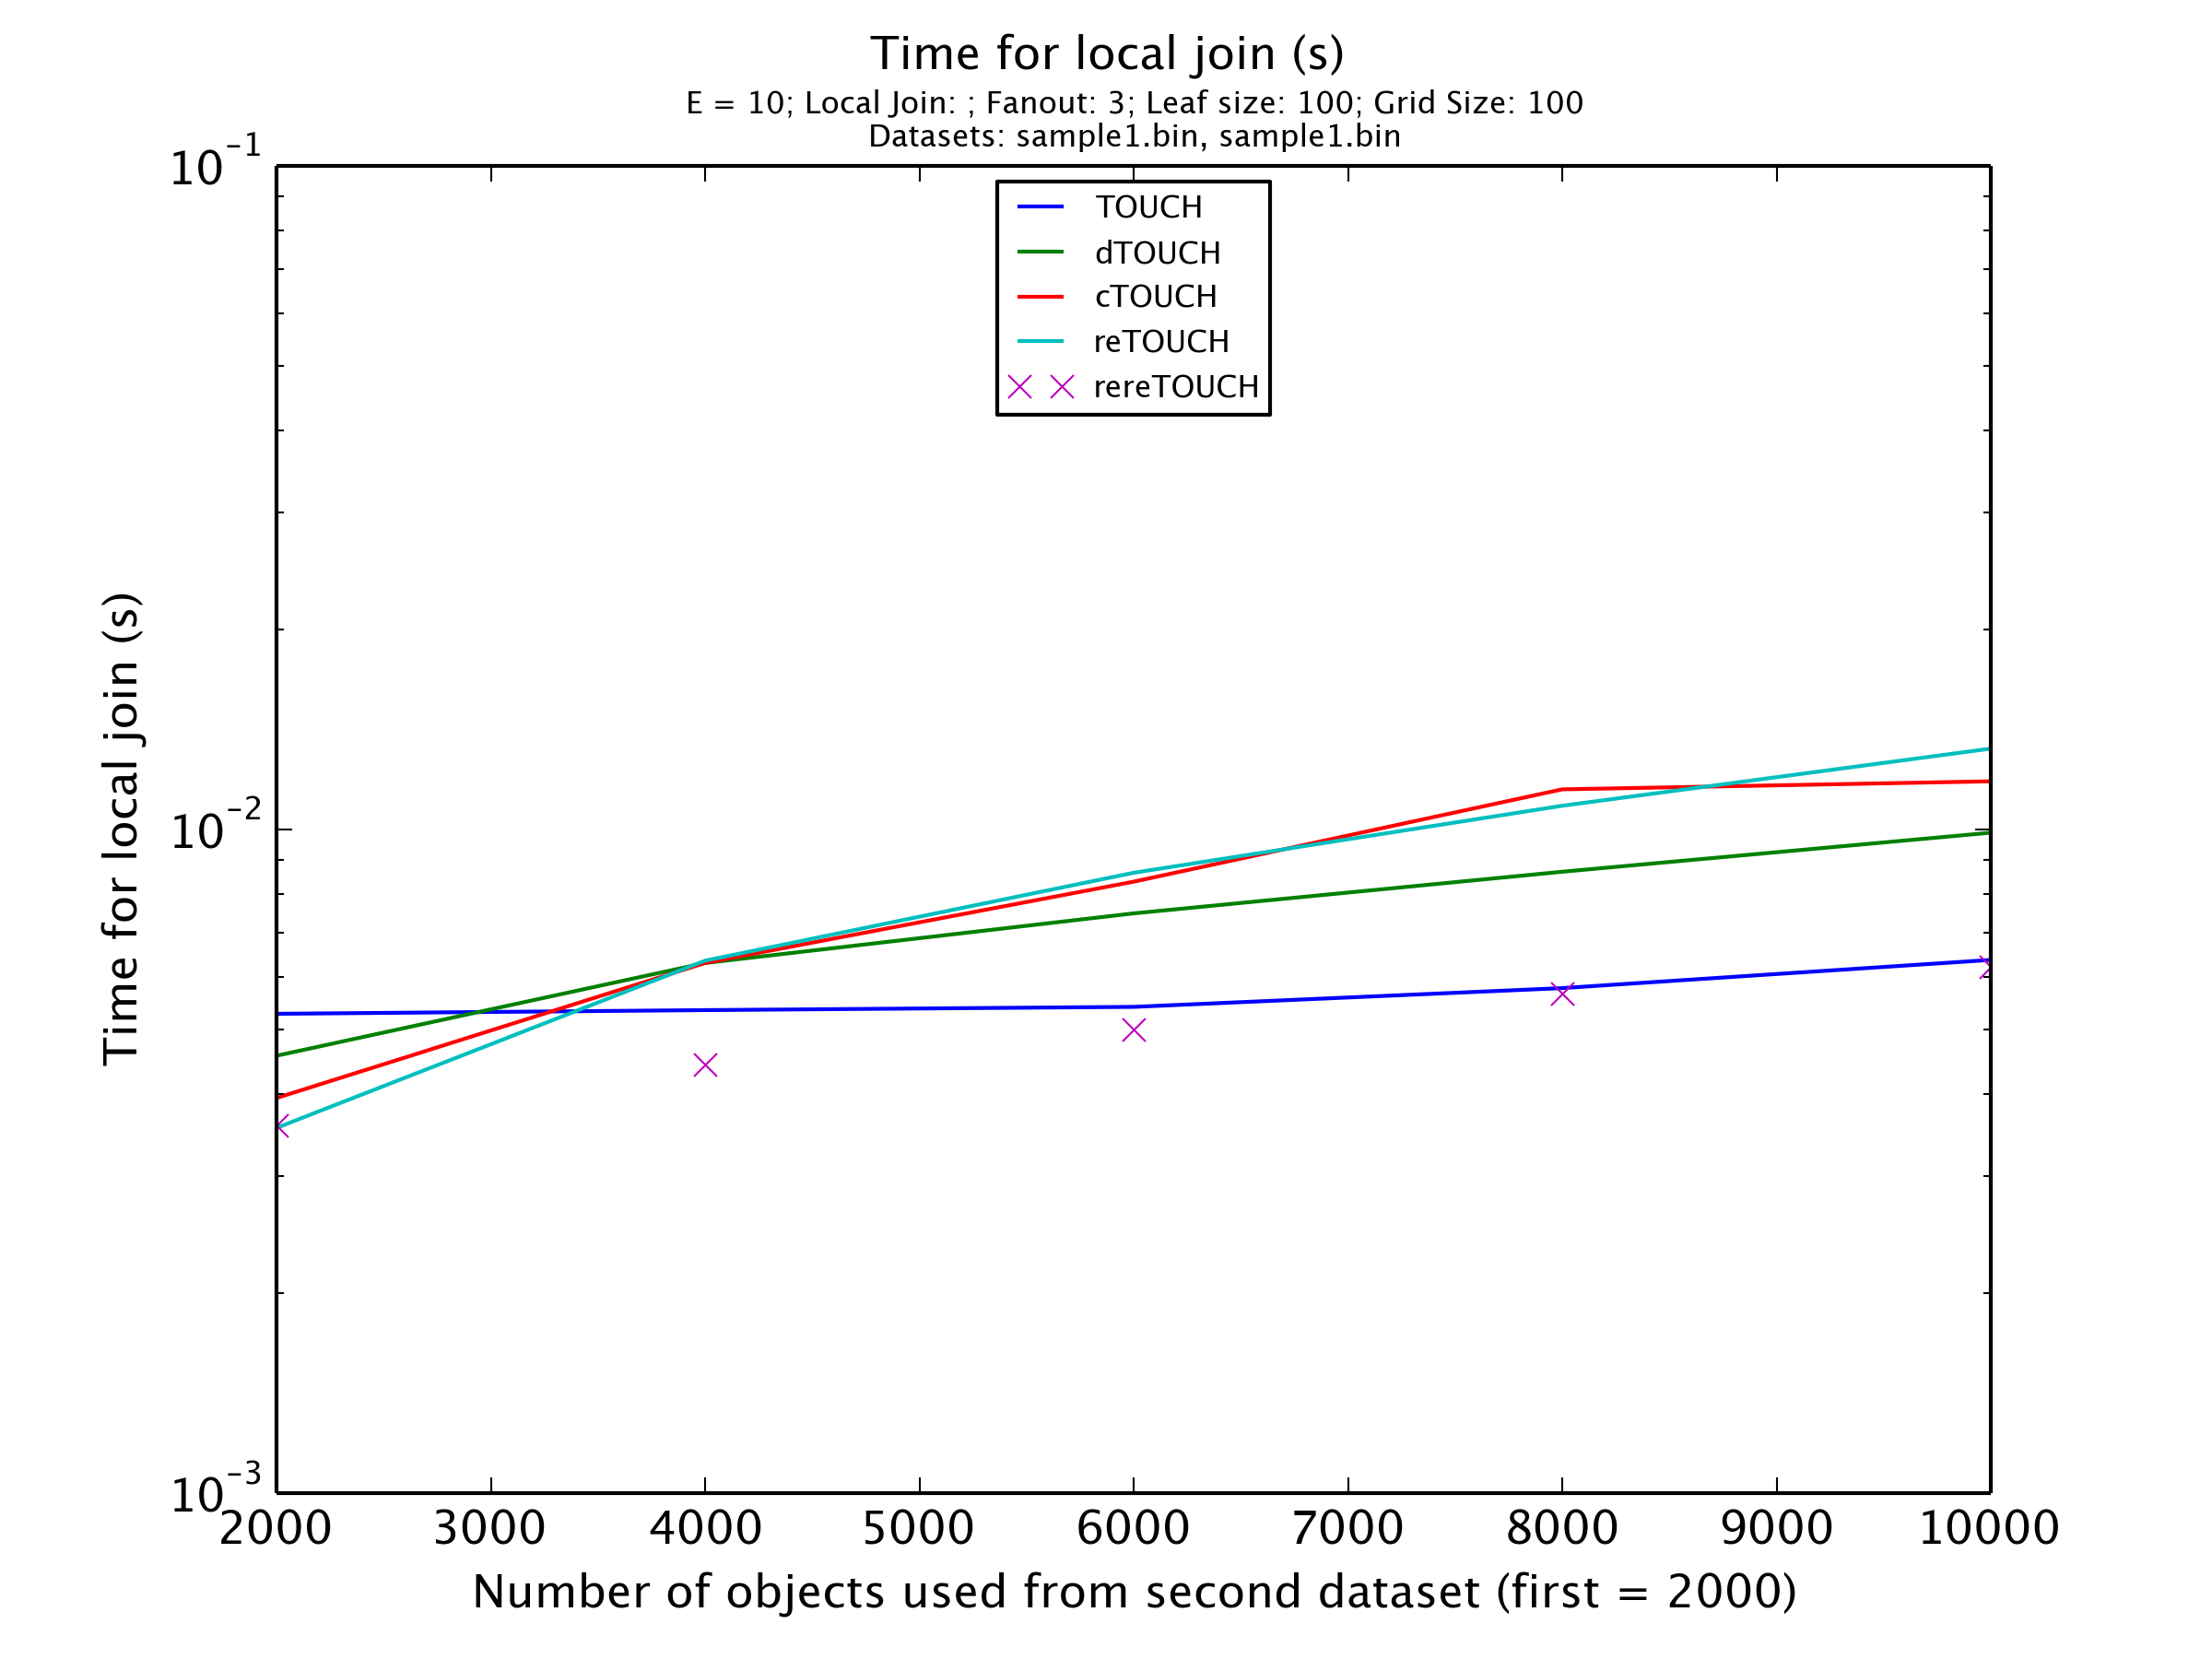 Time for local join (s)
E = 10; Local Join: ; Fanout: 3; Leaf size: 100; Grid Size: 100
Datasets: sample1.bin, sample1.bin
10⁻¹
TOUCH
dTOUCH
cTOUCH
reTOUCH
rereTOUCH
Time for local join (s)
10⁻²
10⁻³
2000 3000 4000 5000 6000 7000 8000 9000 10000
Number of objects used from second dataset (first = 2000)